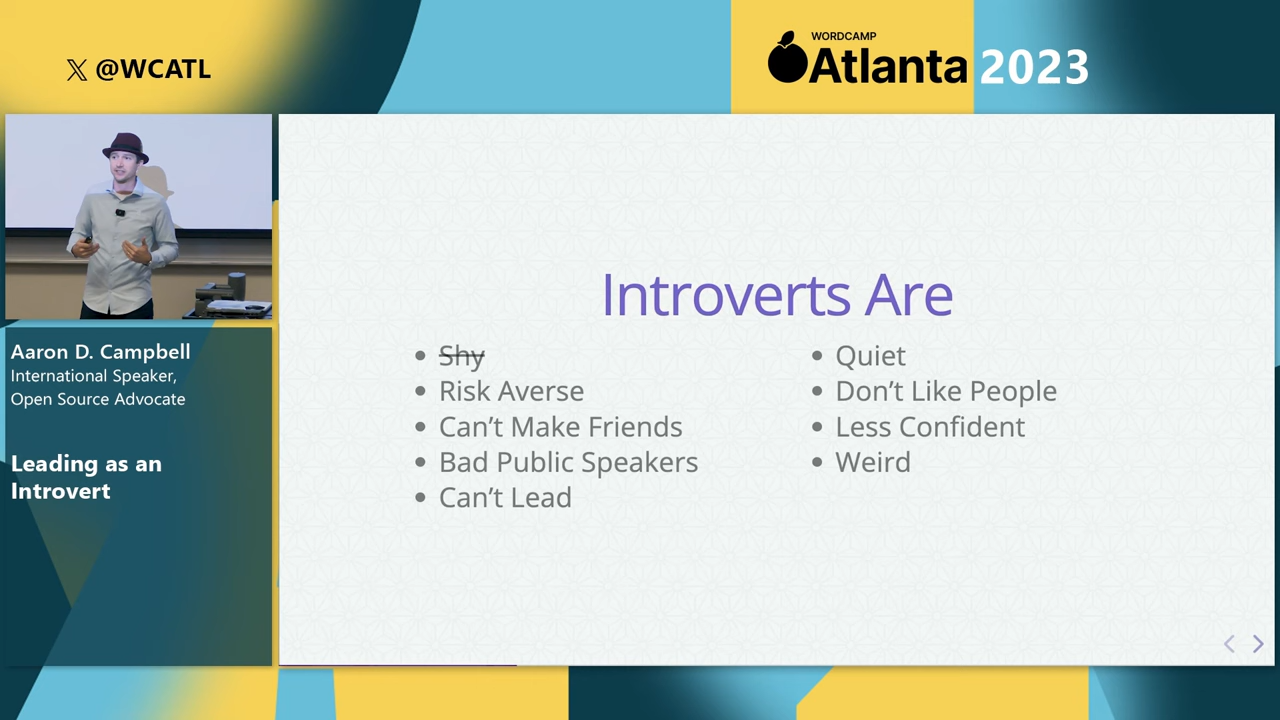 𝕏 @WCATL
WORDCAMP
Atlanta 2023
Aaron D. Campbell
International Speaker,
Open Source Advocate
Leading as an
Introvert
Introverts Are
• Shy
• Risk Averse
• Can’t Make Friends
• Bad Public Speakers
• Can’t Lead
• Quiet
• Don’t Like People
• Less Confident
• Weird